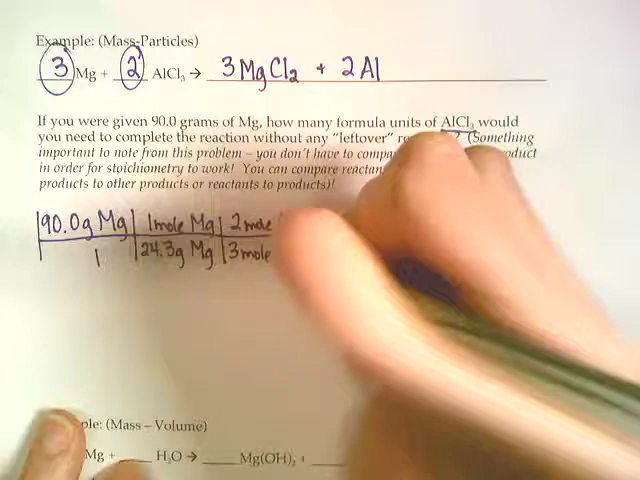 Example: (Mass-Particles)
3 Mg + 2 AlCl₃ → 3 MgCl₂ + 2 Al
If you were given 90.0 grams of Mg, how many formula units of AlCl₃ would
you need to complete the reaction without any "leftover" (Something
important to note from this problem – you don't have to
in order for stoichiometry to work! You can compare
products to other products or reactants to products)!
90.0g Mg | 1 mole Mg | 2 mole
1 | 24.3g Mg | 3 mole
(Mass – Volume)
Mg + ___ H₂O → ___ Mg(OH)₂ + ___